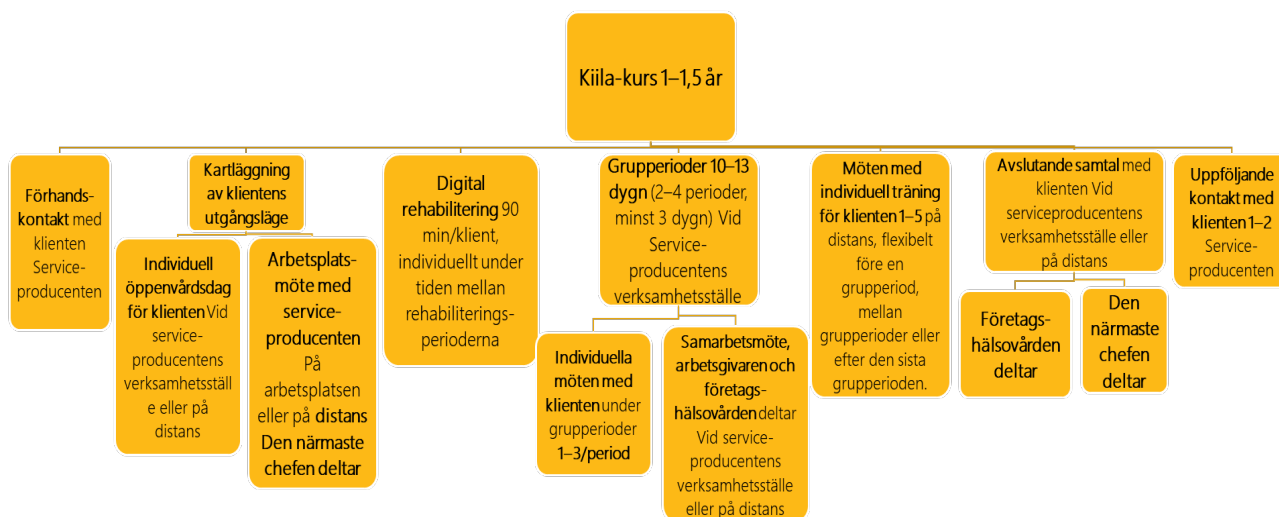 Kiila-kurs 1–1,5 år
Förhands-
kontakt med
klienten
Service-
producenten
Kartläggning
av klientens
utgångsläge
Individuell
öppenvårdsdag
för klienten Vid
service-
producentens
verksamhetsställ
e eller på
distans
Arbetsplats-
möte med
service-
producenten
På
arbetsplatsen
eller på distans
Den närmaste
chefen deltar
Digital
rehabilitering 90
min/klient,
individuellt under
tiden mellan
rehabiliterings-
perioderna
Grupperioder 10–13
dygn (2–4 perioder,
minst 3 dygn) Vid
Service-
producentens
verksamhetsställe
Individuella
möten med
klienten under
grupperioder
1–3/period
Samarbetsmöte,
arbetsgivaren och
företags-
hälsovården deltar
Vid service-
producentens
verksamhetsställe
eller på distans
Möten med
individuell träning
för klienten 1–5 på
distans, flexibelt
före en
grupperiod,
mellan
grupperioder eller
efter den sista
grupperioden.
Avslutande samtal med
klienten Vid
serviceproducentens
verksamhetsställe eller
på distans
Företags-
hälsovården
deltar
Den
närmaste
chefen
deltar
Uppföljande
kontakt med
klienten 1–2
Service-
producenten